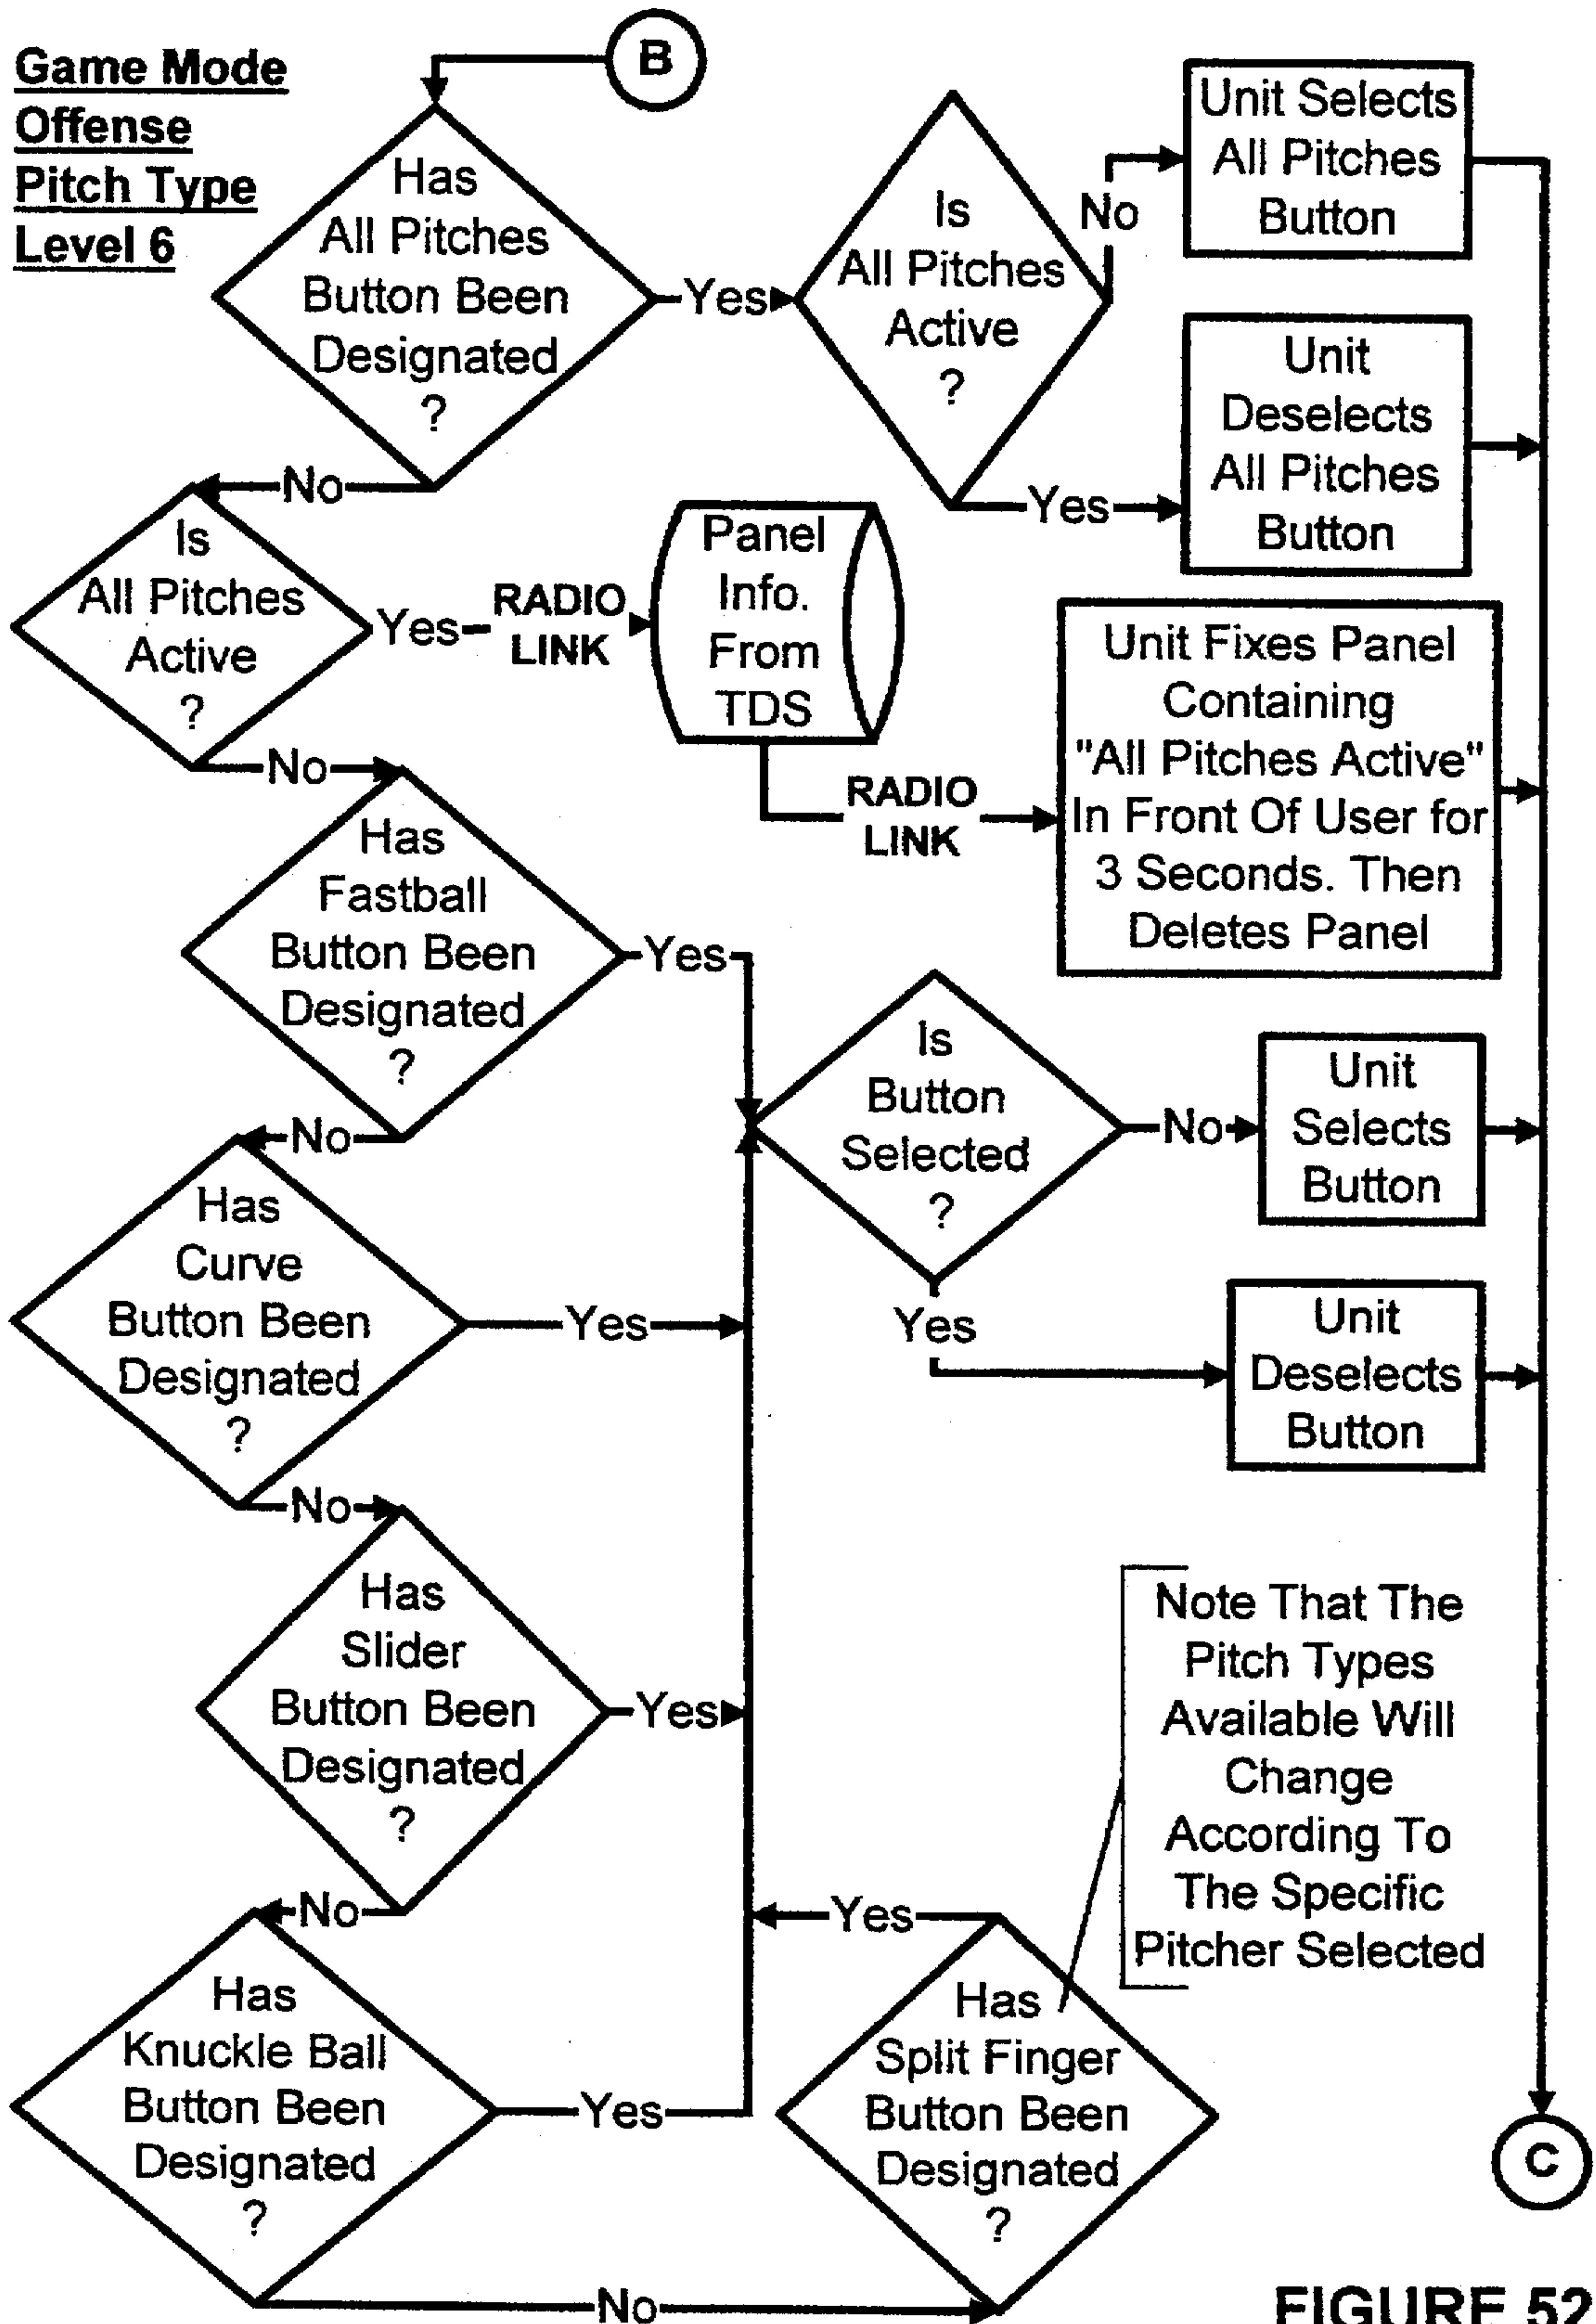 Game Mode
Offense
Pitch Type
Level 6
B
Has
All Pitches
Button Been
Designated
?
Yes
Is
All Pitches
Active
?
No
Unit Selects
All Pitches
Button
Yes
Unit
Deselects
All Pitches
Button
No
Is
All Pitches
Active
?
Yes
RADIO
LINK
Panel
Info.
From
TDS
RADIO
LINK
Unit Fixes Panel
Containing
"All Pitches Active"
In Front Of User for
3 Seconds. Then
Deletes Panel
No
Has
Fastball
Button Been
Designated
?
Yes
Is
Button
Selected
?
No
Unit
Selects
Button
Yes
Unit
Deselects
Button
No
Has
Curve
Button Been
Designated
?
Yes
No
Has
Slider
Button Been
Designated
?
Yes
No
Has
Knuckle Ball
Button Been
Designated
?
Yes
No
Has
Split Finger
Button Been
Designated
?
Yes
Note That The
Pitch Types
Available Will
Change
According To
The Specific
Pitcher Selected
C
FIGURE 52